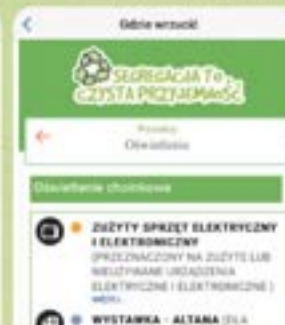 Gdzie wrzucić
SEGREGACJA TO
CZYSTA PRZYJEMNOŚĆ
Oświetlenie
Oświetlenie choinkowe
ZUŻYTY SPRZĘT ELEKTRYCZNY
I ELEKTRONICZNY
(PRZEZNACZONY NA ZUŻYTE LUB
NIEUŻYWANE URZĄDZENIA
ELEKTRYCZNE I ELEKTRONICZNE)
WYSTAWKA - ALTANA (DLA